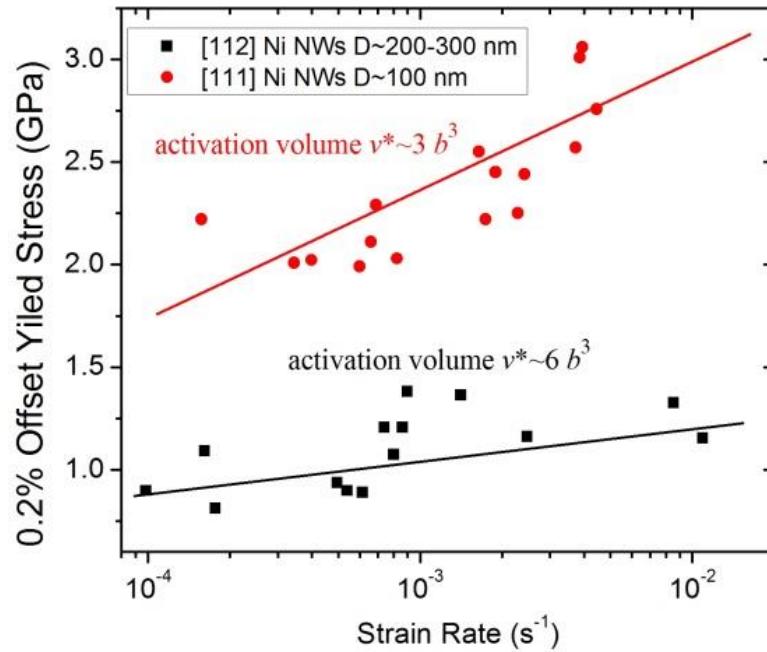 [112] Ni NWs D~200-300 nm
[111] Ni NWs D~100 nm
activation volume v*~3 b³
activation volume v*~6 b³
0.2% Offset Yiled Stress (GPa)
3.0
2.5
2.0
1.5
1.0
10⁻⁴
10⁻³
10⁻²
Strain Rate (s⁻¹)